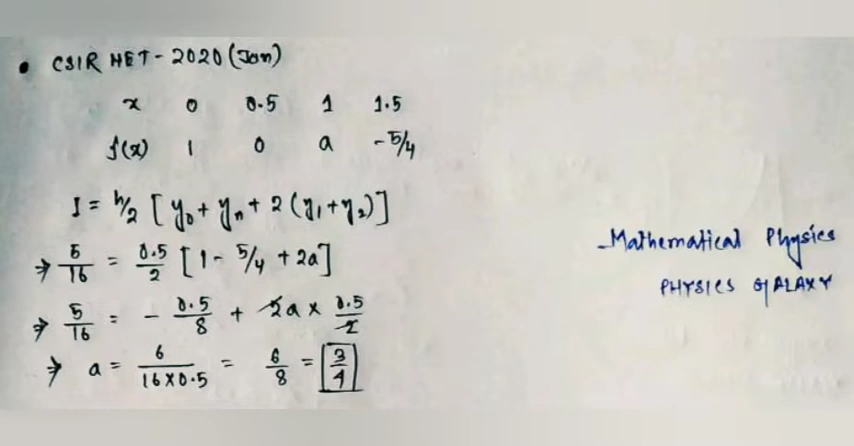 • CSIR NET - 2020 (Jan)
x 0 0.5 1 1.5
f(x) 1 0 a -5/4
I = h/2 [y₀ + yₙ + 2 (y₁ + y₂)]
⇒ 5/16 = 0.5/2 [1 - 5/4 + 2a]
⇒ 5/16 = - 0.5/8 + 2a × 0.5/2
⇒ a = 6/(16×0.5) = 6/8 = 3/4
Mathematical Physics
PHYSICS GALAXY